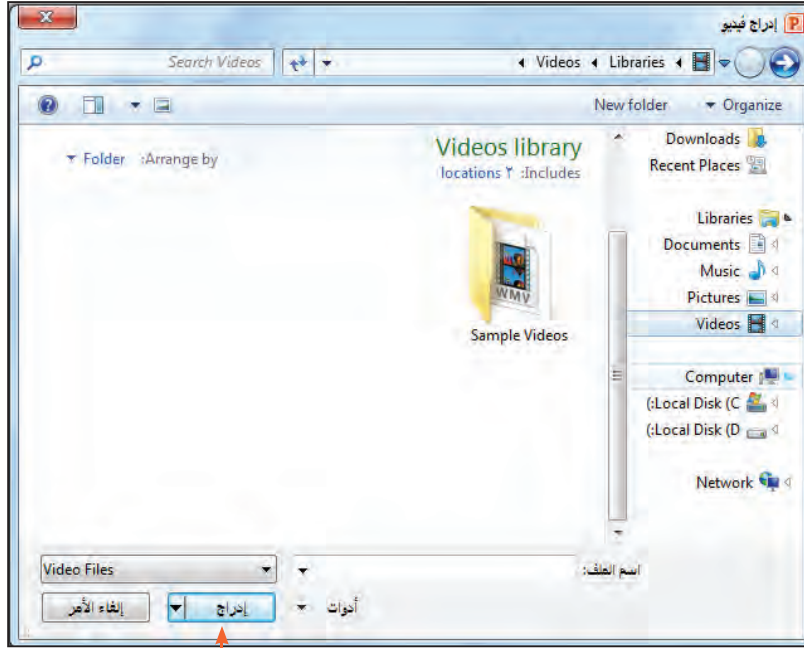 إدراج فيديو
Libraries Videos
Search Videos
Organize
New folder
Downloads
Recent Places
Libraries
Documents
Music
Pictures
Videos
Computer
Local Disk (C:)
Local Disk (D:)
Network
Videos library
Includes: ٢ locations
Arrange by: Folder
WMV
Sample Videos
اسم الملف:
Video Files
أدوات
إدراج
إلغاء الأمر